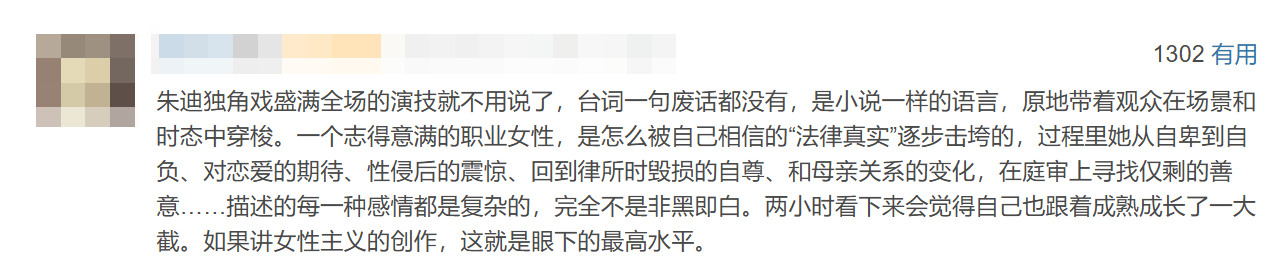 1302 有用
朱迪独角戏盛满全场的演技就不用说了，台词一句废话都没有，是小说一样的语言，原地带着观众在场景和
时态中穿梭。一个志得意满的职业女性，是怎么被自己相信的“法律真实”逐步击垮的，过程里她从自卑到自
负、对恋爱的期待、性侵后的震惊、回到律所时毁损的自尊、和母亲关系的变化，在庭审上寻找仅剩的善
意……描述的每一种感情都是复杂的，完全不是非黑即白。两小时看下来会觉得自己也跟着成熟成长了一大
截。如果讲女性主义的创作，这就是眼下的最高水平。